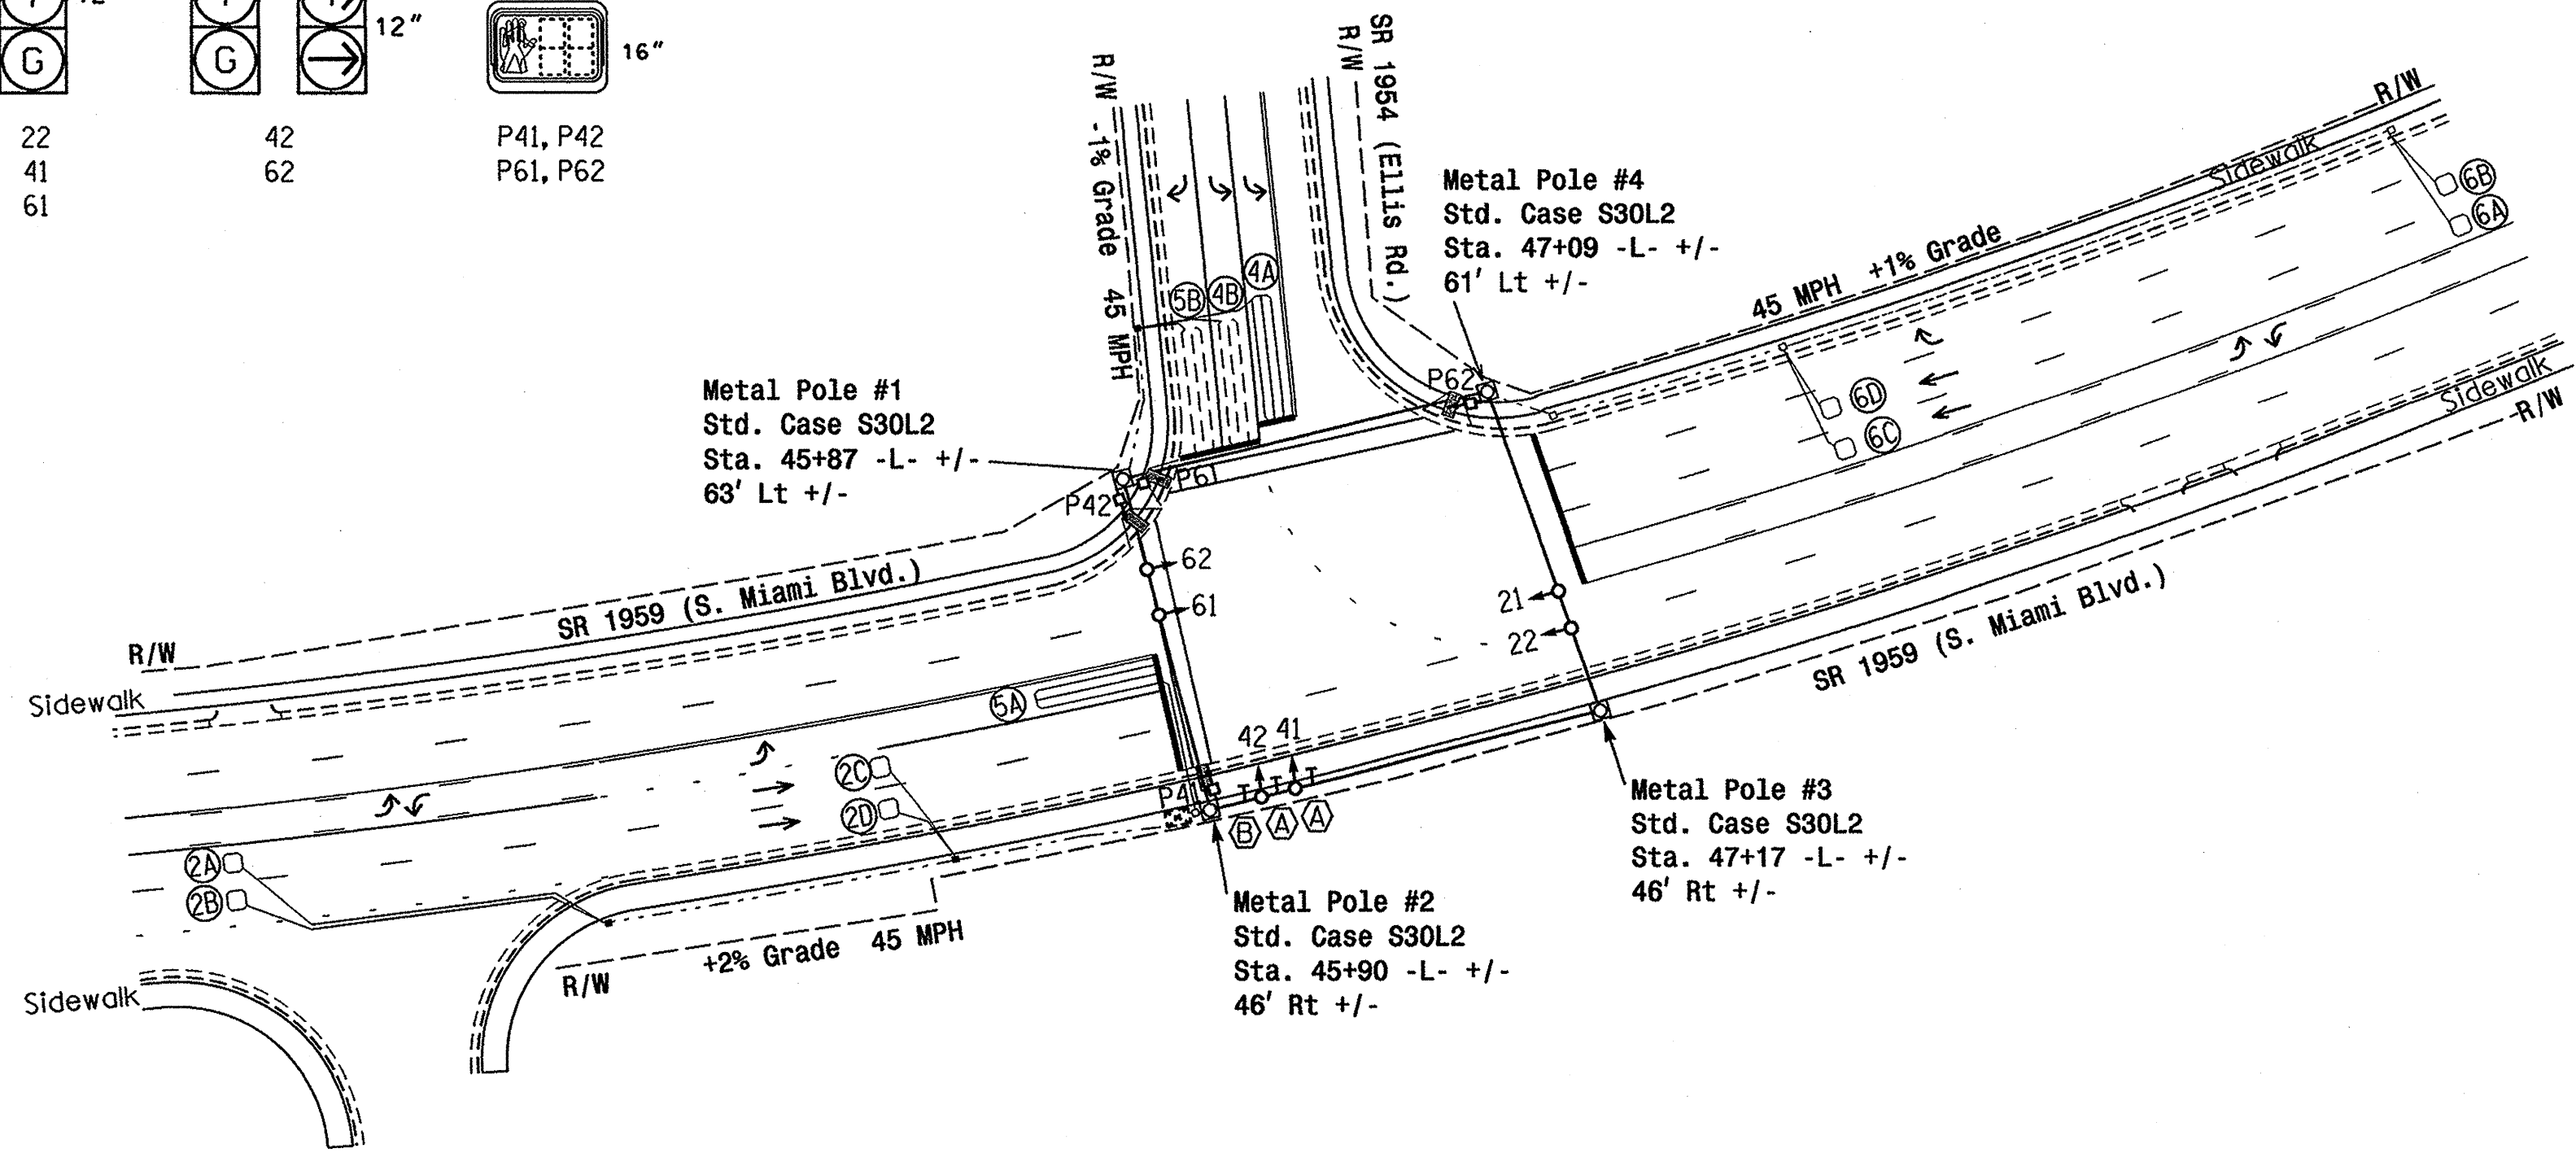 12"
G
G
16"
22
41
61
42
62
P41, P42
P61, P62
R/W -1% Grade 45 MPH
R/W
SR 1954 (Ellis Rd.)
Metal Pole #4
Std. Case S30L2
Sta. 47+09 -L- +/-
61' Lt +/-
R/W
Sidewalk
6B
6A
45 MPH +1% Grade
5B
4B
4A
P62
6D
6C
Sidewalk
R/W
Metal Pole #1
Std. Case S30L2
Sta. 45+87 -L- +/-
63' Lt +/-
P61
P42
62
61
21
22
SR 1959 (S. Miami Blvd.)
R/W
Sidewalk
5A
SR 1959 (S. Miami Blvd.)
42 41
2C
2D
P4
T T T
B A A
2A
2B
Metal Pole #3
Std. Case S30L2
Sta. 47+17 -L- +/-
46' Rt +/-
Metal Pole #2
Std. Case S30L2
Sta. 45+90 -L- +/-
46' Rt +/-
+2% Grade 45 MPH
R/W
Sidewalk